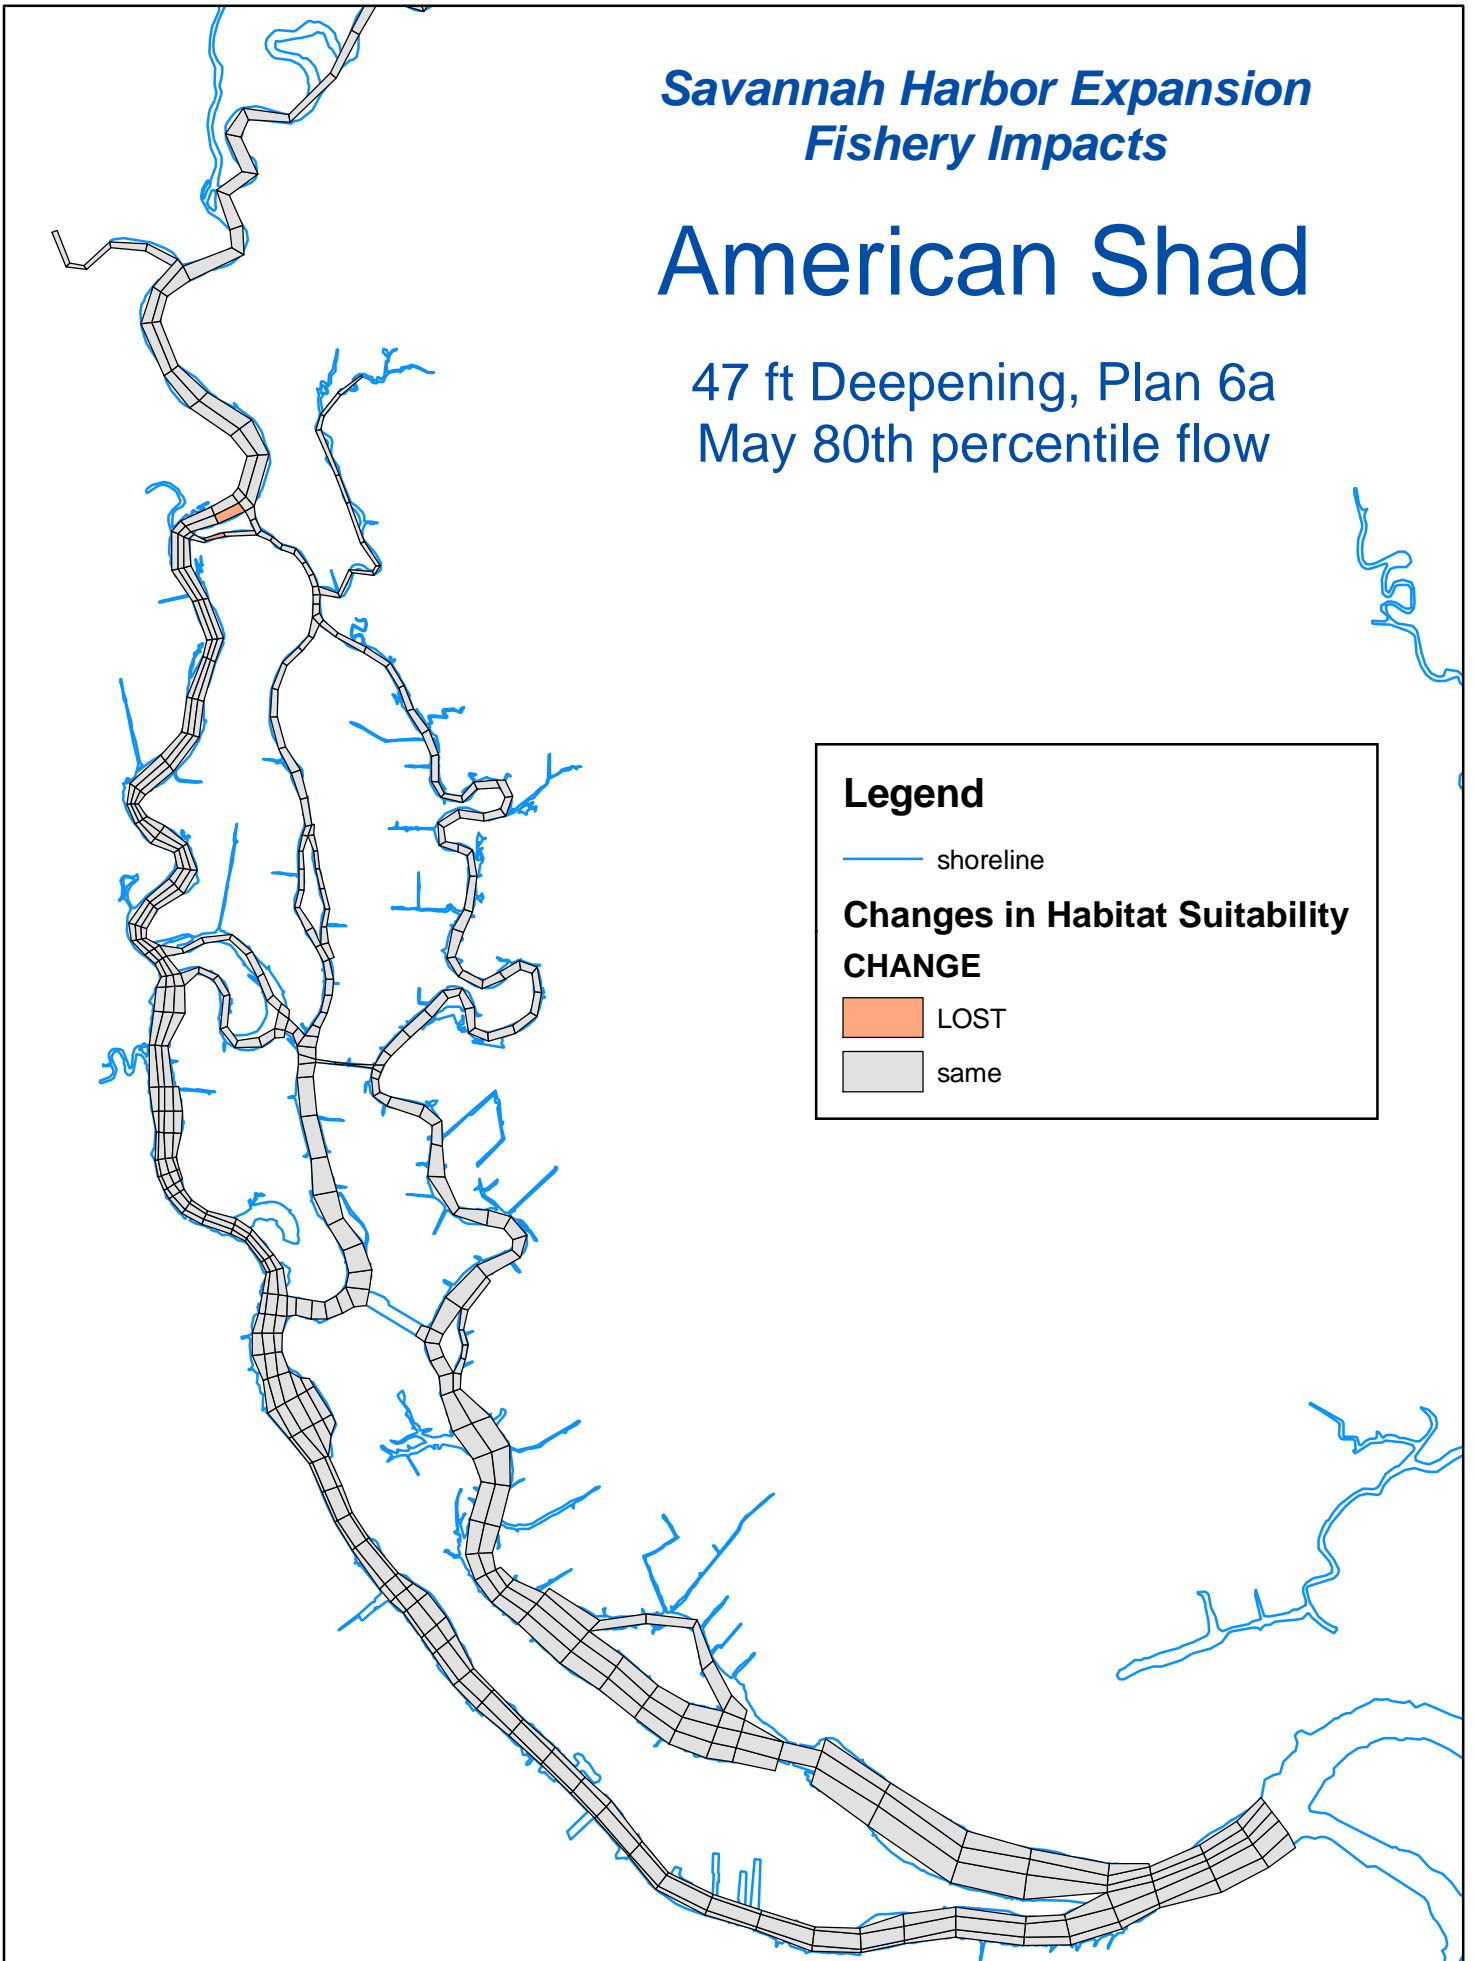 Savannah Harbor Expansion
Fishery Impacts
American Shad
47 ft Deepening, Plan 6a
May 80th percentile flow
Legend
shoreline
Changes in Habitat Suitability
CHANGE
LOST
same